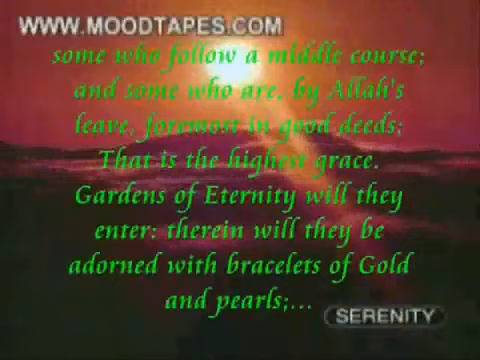 WWW.MOODTAPES.COM
some who follow a middle course;
and some who are, by Allah's
leave, foremost in good deeds;
That is the highest grace.
Gardens of Eternity will they
enter: therein will they be
adorned with bracelets of Gold
and pearls;...
SERENITY